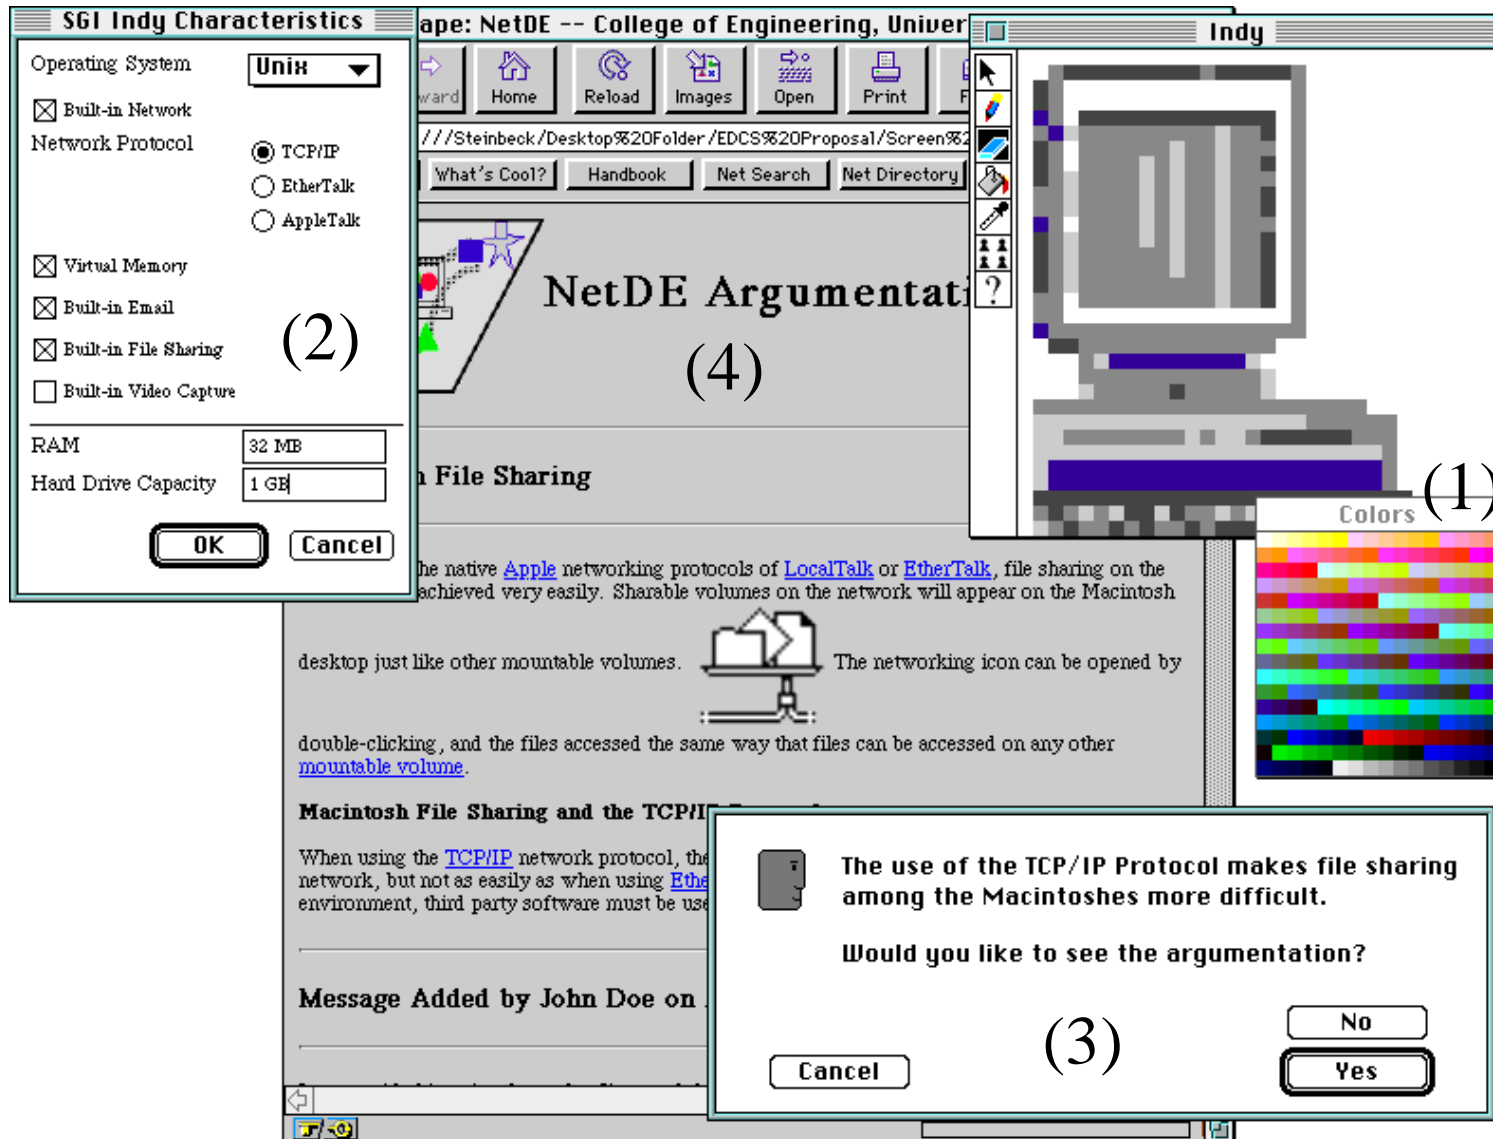 SGI Indy Characteristics
Operating System
Unix
Built-in Network
Network Protocol
TCP/IP
EtherTalk
AppleTalk
Virtual Memory
Built-in Email
Built-in File Sharing
Built-in Video Capture
(2)
RAM
32 MB
Hard Drive Capacity
1 GB
OK
Cancel
ape: NetDE -- College of Engineering, Univer
ward
Home
Reload
Images
Open
Print
F
///Steinbeck/Desktop%20Folder/EDCS%20Proposal/Screen%2
What's Cool?
Handbook
Net Search
Net Directory
NetDE Argumentati
(4)
n File Sharing
he native Apple networking protocols of LocalTalk or EtherTalk, file sharing on the
achieved very easily. Sharable volumes on the network will appear on the Macintosh
desktop just like other mountable volumes. The networking icon can be opened by
double-clicking, and the files accessed the same way that files can be accessed on any other
mountable volume.
Macintosh File Sharing and the TCP/IP
When using the TCP/IP network protocol, the
network, but not as easily as when using Ethe
environment, third party software must be use
Message Added by John Doe on
Indy
?
(1)
Colors
The use of the TCP/IP Protocol makes file sharing
among the Macintoshes more difficult.
Would you like to see the argumentation?
(3)
No
Cancel
Yes